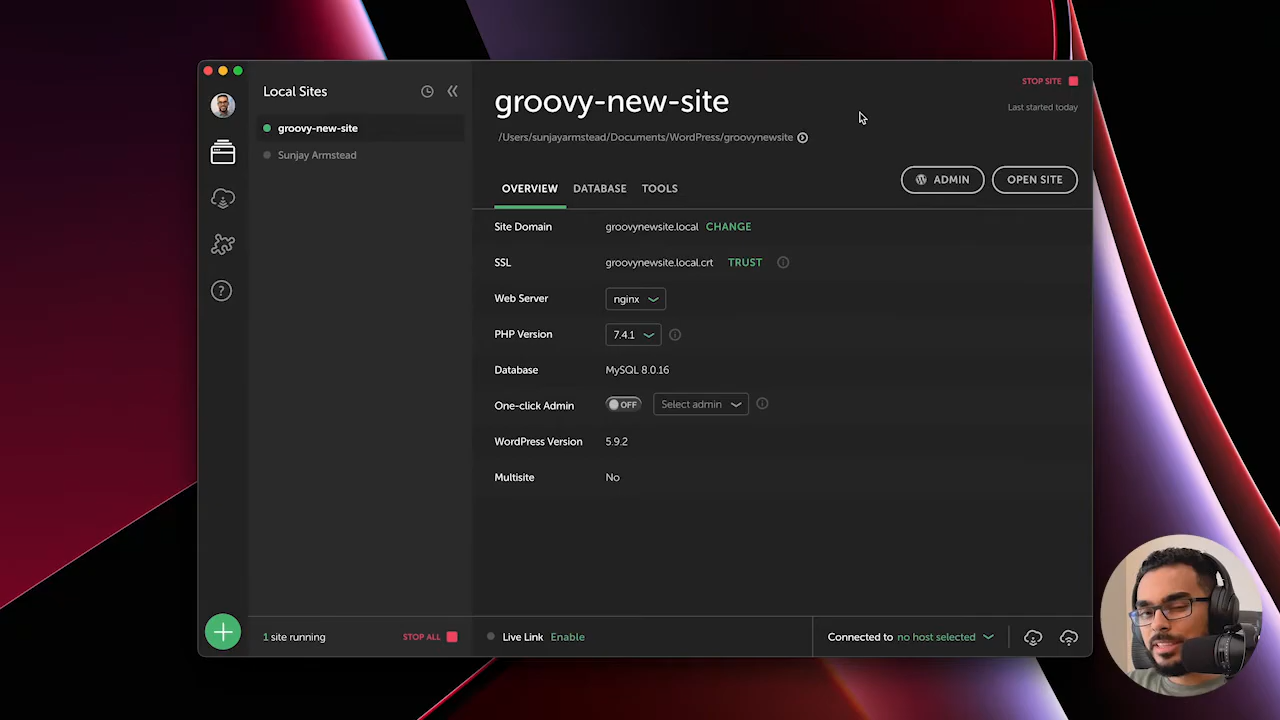 Local Sites
groovy-new-site
Sunjay Armstead
1 site running
STOP ALL
groovy-new-site
/Users/sunjayarmstead/Documents/WordPress/groovynewsite
STOP SITE
Last started today
ADMIN
OPEN SITE
OVERVIEW DATABASE TOOLS
Site Domain groovynewsite.local CHANGE
SSL groovynewsite.local.crt TRUST
Web Server nginx
PHP Version 7.4.1
Database MySQL 8.0.16
One-click Admin OFF Select admin
WordPress Version 5.9.2
Multisite No
Live Link Enable
Connected to no host selected